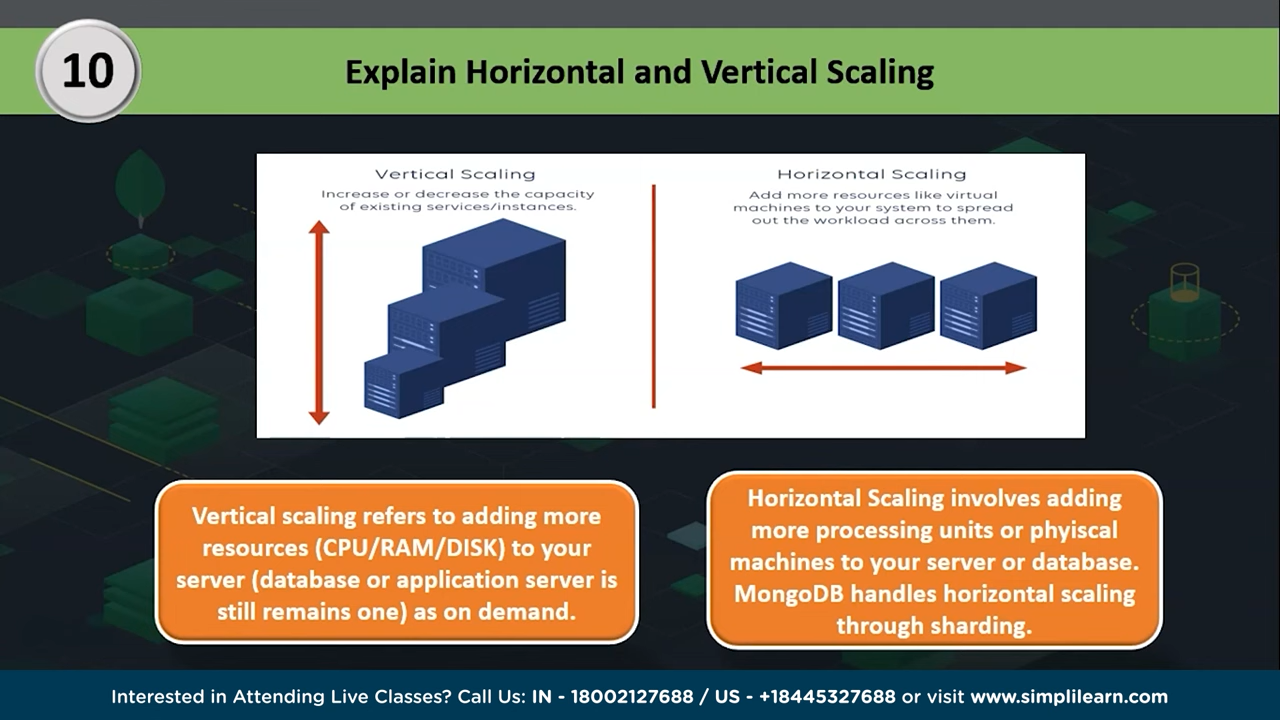 10
Explain Horizontal and Vertical Scaling
Vertical Scaling
Increase or decrease the capacity
of existing services/instances.
Horizontal Scaling
Add more resources like virtual
machines to your system to spread
out the workload across them.
Vertical scaling refers to adding more
resources (CPU/RAM/DISK) to your
server (database or application server is
still remains one) as on demand.
Horizontal Scaling involves adding
more processing units or phyiscal
machines to your server or database.
MongoDB handles horizontal scaling
through sharding.
Interested in Attending Live Classes? Call Us: IN - 18002127688 / US - +18445327688 or visit www.simplilearn.com